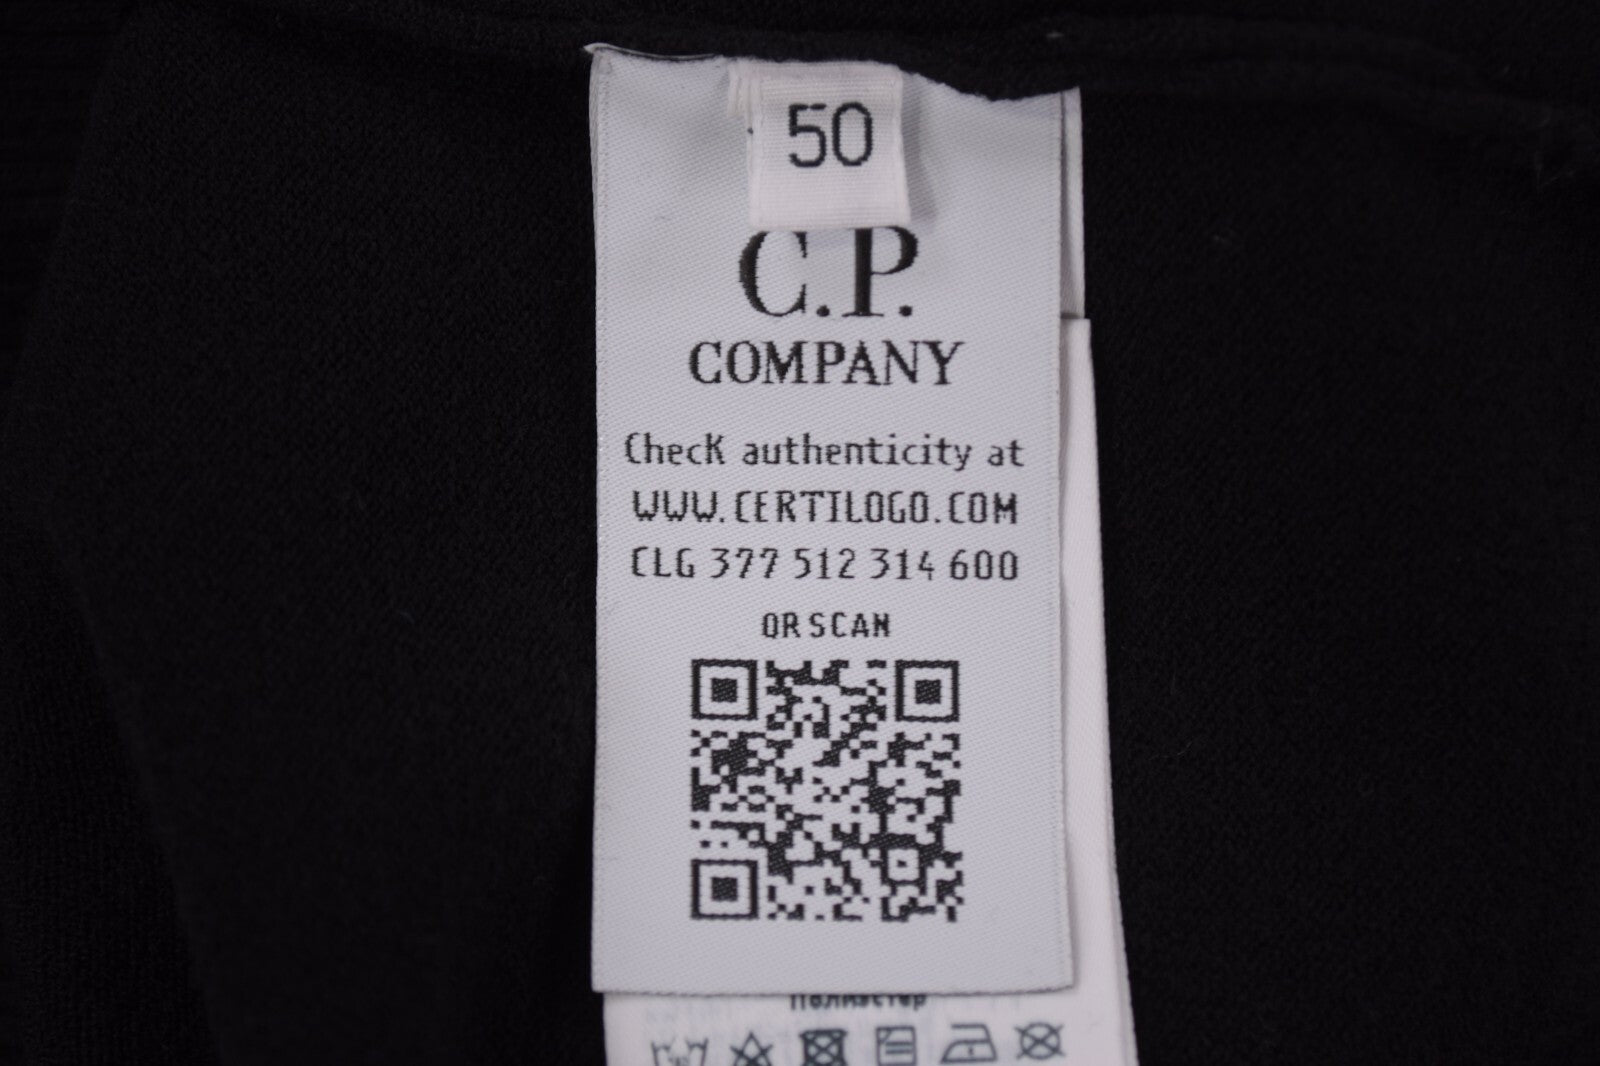 50
C.P.
COMPANY
Check authenticity at
WWW.CERTILOGO.COM
CLG 377 512 314 600
QR SCAN
Полиэстер